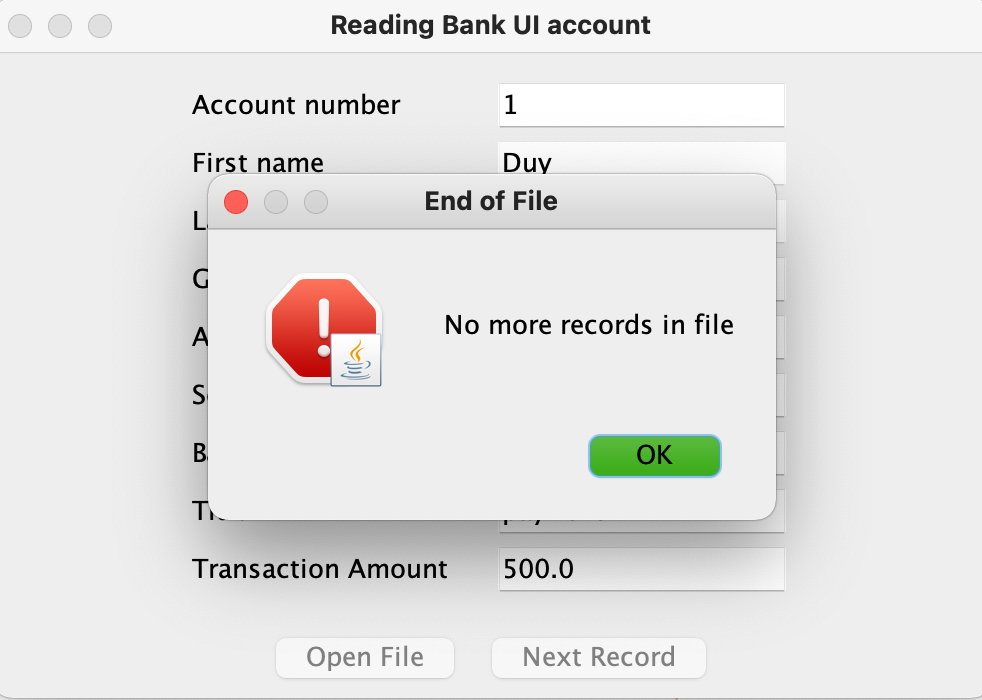 Reading Bank UI account
Account number
1
First name
Duy
End of File
No more records in file
OK
Transaction Amount
500.0
Open File
Next Record